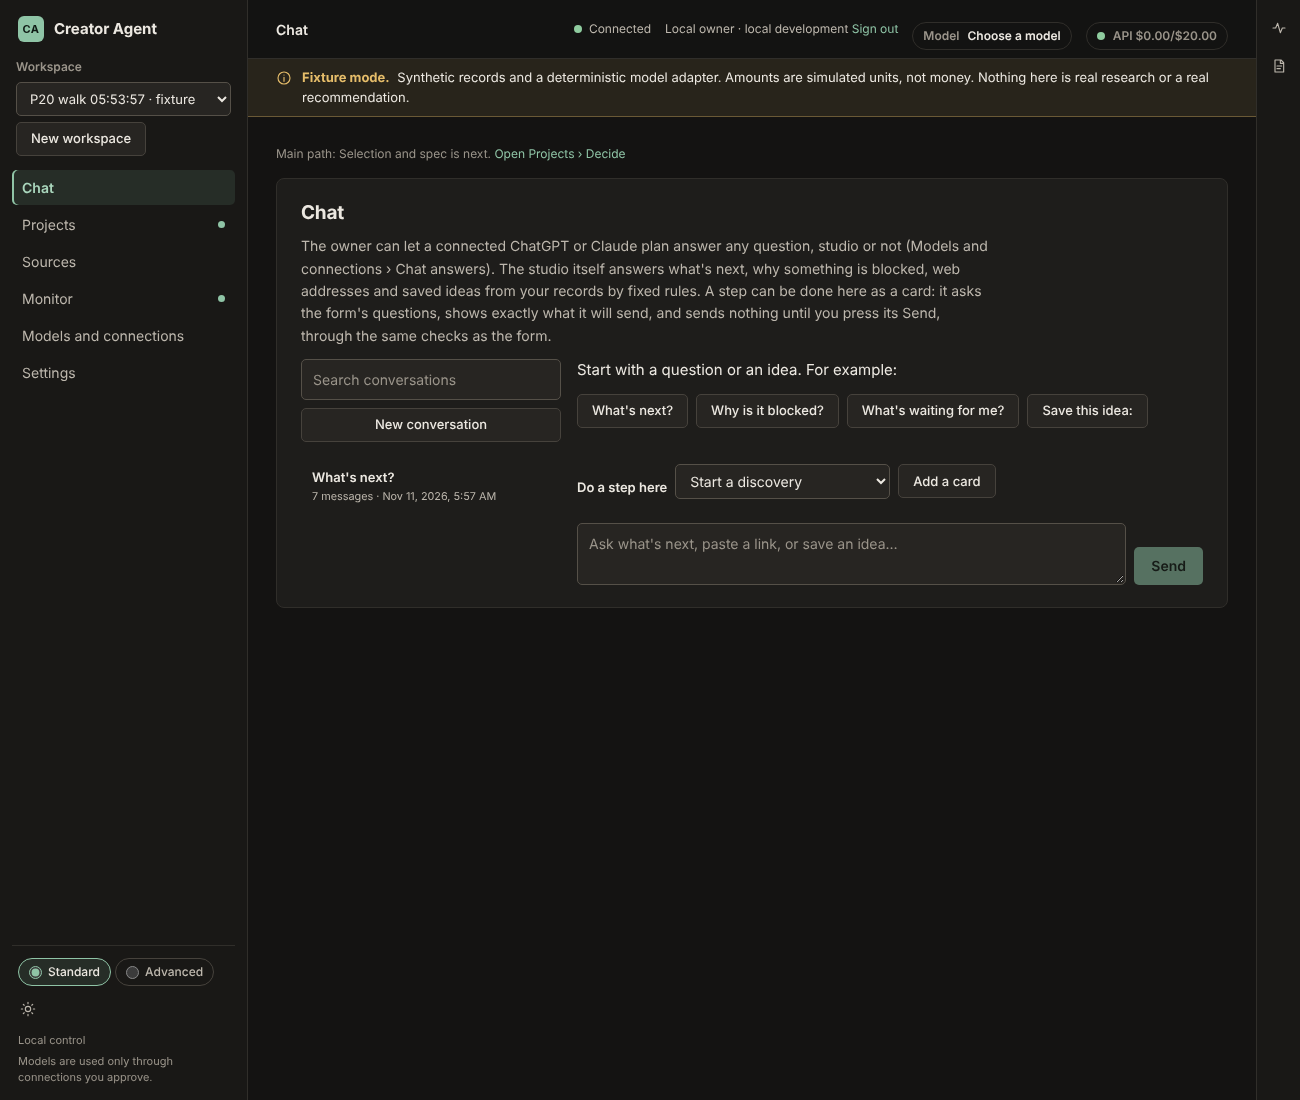 CA Creator Agent
Workspace
P20 walk 05:53:57 · fixture
New workspace
Chat
Projects
Sources
Monitor
Models and connections
Settings
Standard
Advanced
Local control
Models are used only through
connections you approve.
Chat
Connected
Local owner · local development Sign out
Model Choose a model
API $0.00/$20.00
Fixture mode. Synthetic records and a deterministic model adapter. Amounts are simulated units, not money. Nothing here is real research or a real
recommendation.
Main path: Selection and spec is next. Open Projects › Decide
Chat
The owner can let a connected ChatGPT or Claude plan answer any question, studio or not (Models and
connections › Chat answers). The studio itself answers what's next, why something is blocked, web
addresses and saved ideas from your records by fixed rules. A step can be done here as a card: it asks
the form's questions, shows exactly what it will send, and sends nothing until you press its Send,
through the same checks as the form.
Search conversations
New conversation
What's next?
7 messages · Nov 11, 2026, 5:57 AM
Start with a question or an idea. For example:
What's next?
Why is it blocked?
What's waiting for me?
Save this idea:
Do a step here
Start a discovery
Add a card
Ask what's next, paste a link, or save an idea...
Send